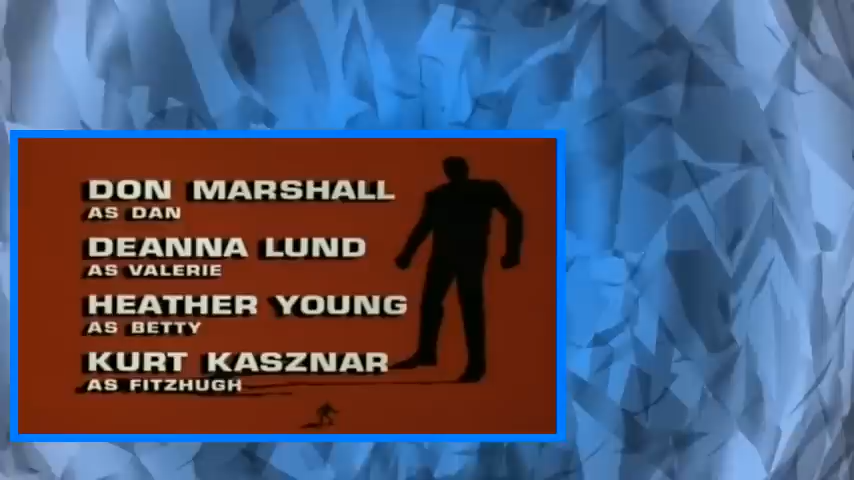 DON MARSHALL
AS DAN
DEANNA LUND
AS VALERIE
HEATHER YOUNG
AS BETTY
KURT KASZNAR
AS FITZHUGH